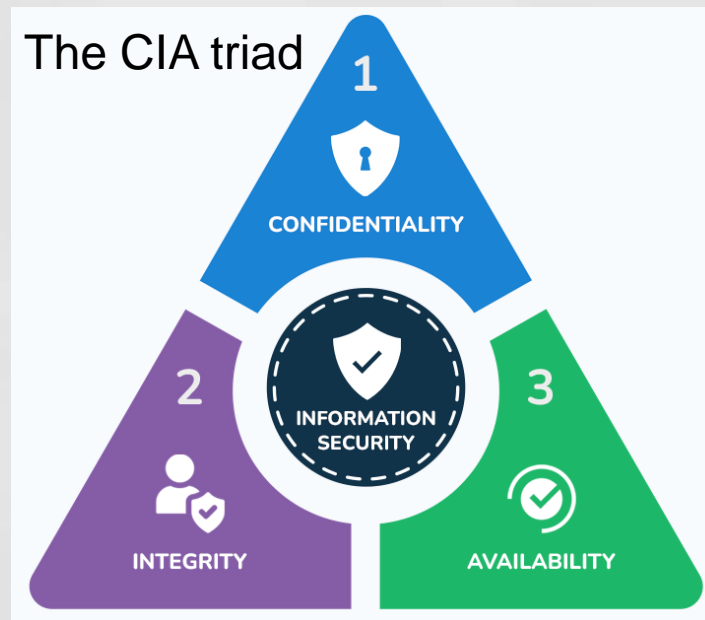 The CIA triad
1
CONFIDENTIALITY
INFORMATION
SECURITY
2
INTEGRITY
3
AVAILABILITY